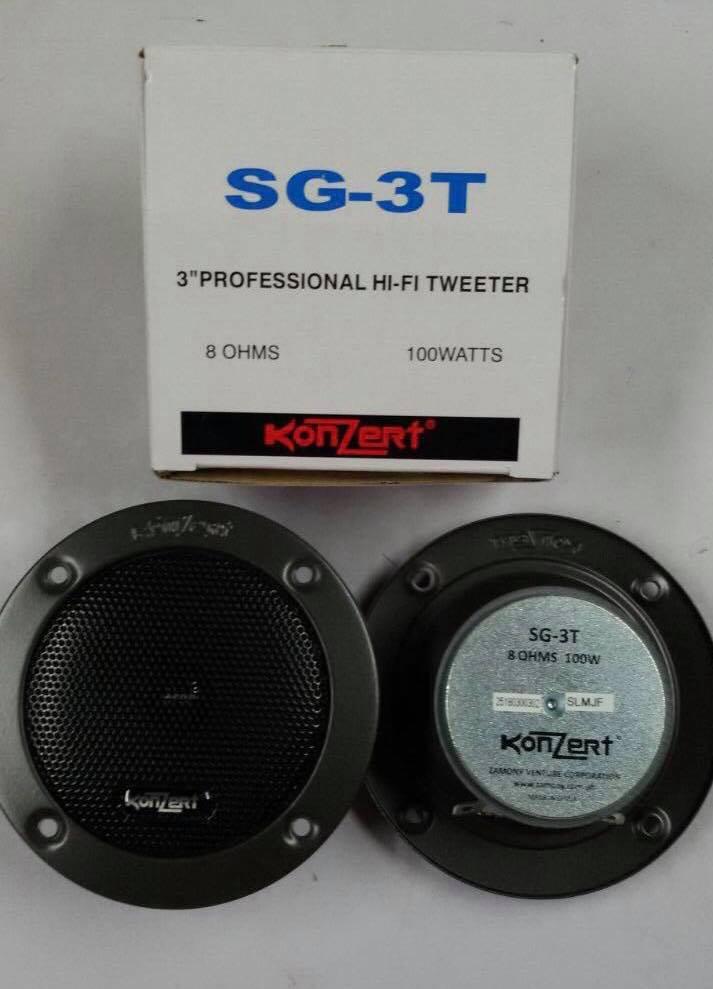 SG-3T
3"PROFESSIONAL HI-FI TWEETER
8 OHMS 100WATTS
KonZert®
KonZert
KonZert
SG-3T
8 OHMS 100W
SLMJF
KonZert®
ZAMONY VENTURE CORPORATION